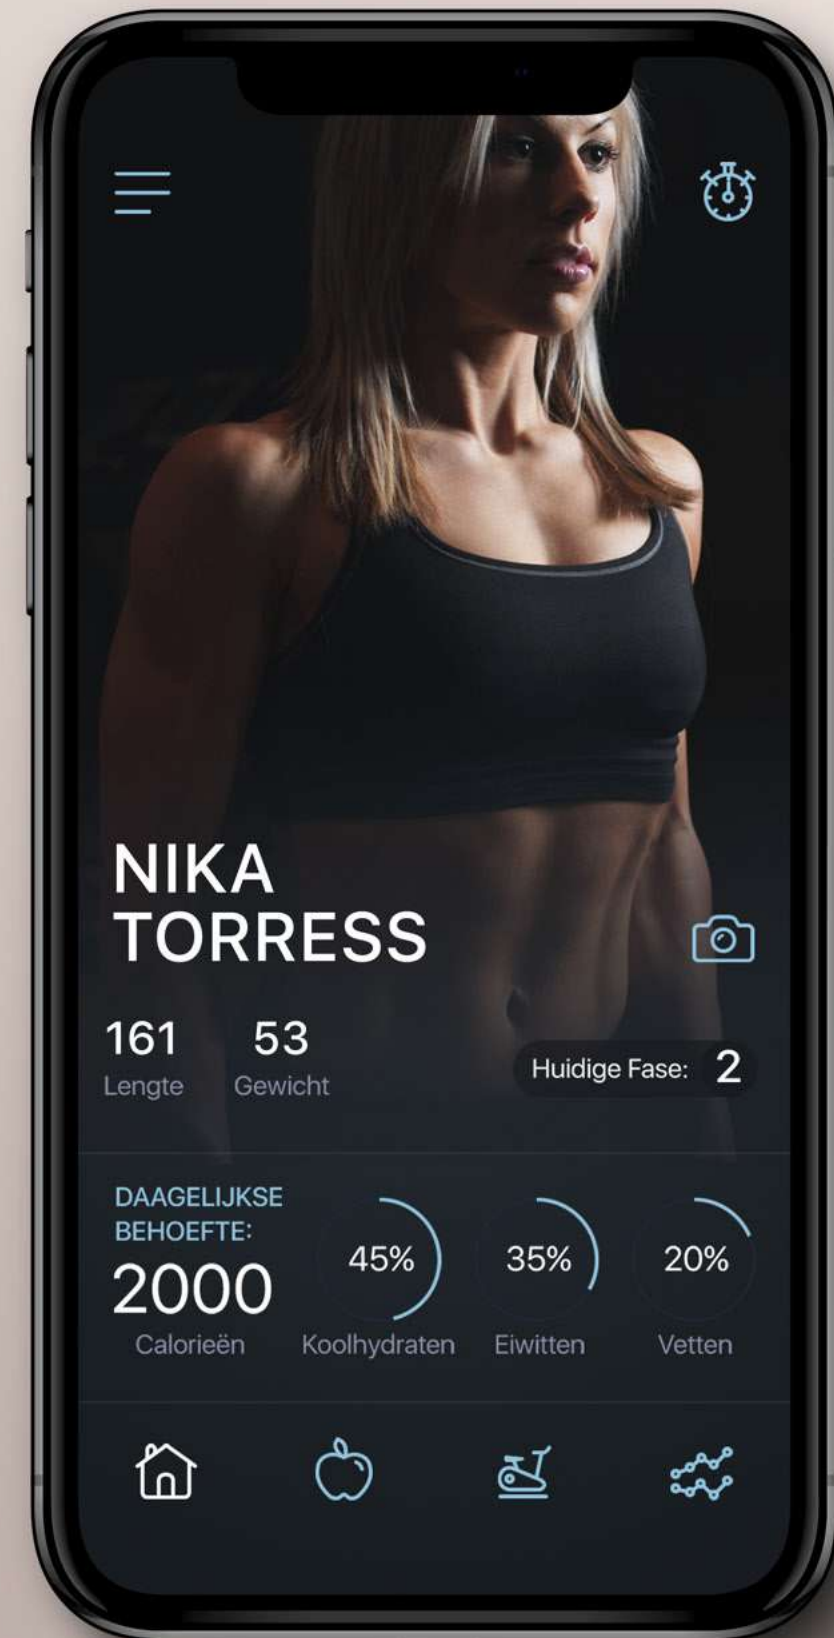 NIKA
TORRESS
161 53
Lengte Gewicht
Huidige Fase: 2
DAAGELIJKSE
BEHOEFTE:
2000
Calorieën
45%
Koolhydraten
35%
Eiwitten
20%
Vetten